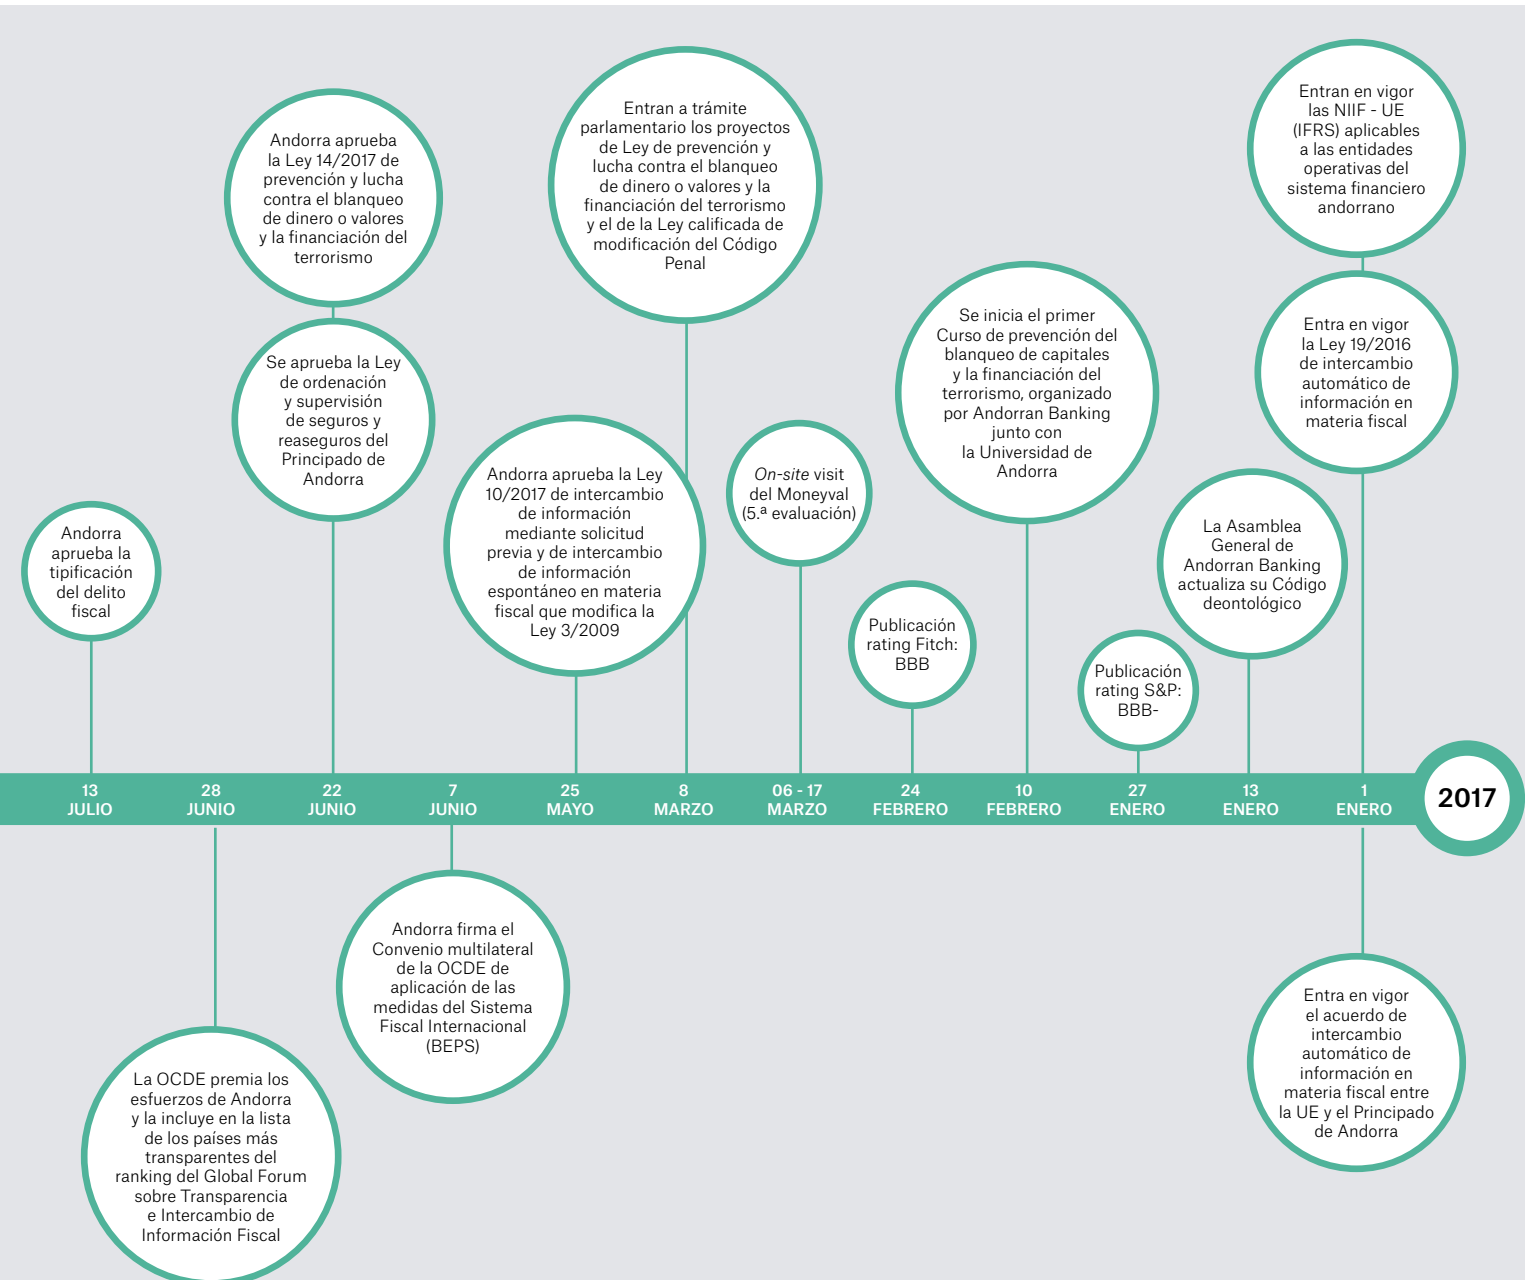 Andorra
aprueba la
tipificación
del delito
fiscal
Andorra aprueba
la Ley 14/2017 de
prevención y lucha
contra el blanqueo
de dinero o valores
y la financiación del
terrorismo
Se aprueba la Ley
de ordenación
y supervisión
de seguros y
reaseguros del
Principado de
Andorra
Andorra aprueba la Ley
10/2017 de intercambio
de información
mediante solicitud
previa y de intercambio
de información
espontáneo en materia
fiscal que modifica la
Ley 3/2009
Entran a trámite
parlamentario los proyectos
de Ley de prevención y
lucha contra el blanqueo
de dinero o valores y la
financiación del terrorismo
y el de la Ley calificada de
modificación del Código
Penal
On-site visit
del Moneyval
(5.ª evaluación)
Publicación
rating Fitch:
BBB
Se inicia el primer
Curso de prevención del
blanqueo de capitales
y la financiación del
terrorismo, organizado
por Andorran Banking
junto con
la Universidad de
Andorra
Publicación
rating S&P:
BBB-
La Asamblea
General de
Andorran Banking
actualiza su Código
deontológico
Entran en vigor
las NIIF - UE
(IFRS) aplicables
a las entidades
operativas del
sistema financiero
andorrano
Entra en vigor
la Ley 19/2016
de intercambio
automático de
información en
materia fiscal
13
JULIO
28
JUNIO
22
JUNIO
7
JUNIO
25
MAYO
8
MARZO
06 - 17
MARZO
24
FEBRERO
10
FEBRERO
27
ENERO
13
ENERO
1
ENERO
2017
La OCDE premia los
esfuerzos de Andorra
y la incluye en la lista
de los países más
transparentes del
ranking del Global Forum
sobre Transparencia
e Intercambio de
Información Fiscal
Andorra firma el
Convenio multilateral
de la OCDE de
aplicación de las
medidas del Sistema
Fiscal Internacional
(BEPS)
Entra en vigor
el acuerdo de
intercambio
automático de
información en
materia fiscal entre
la UE y el Principado
de Andorra